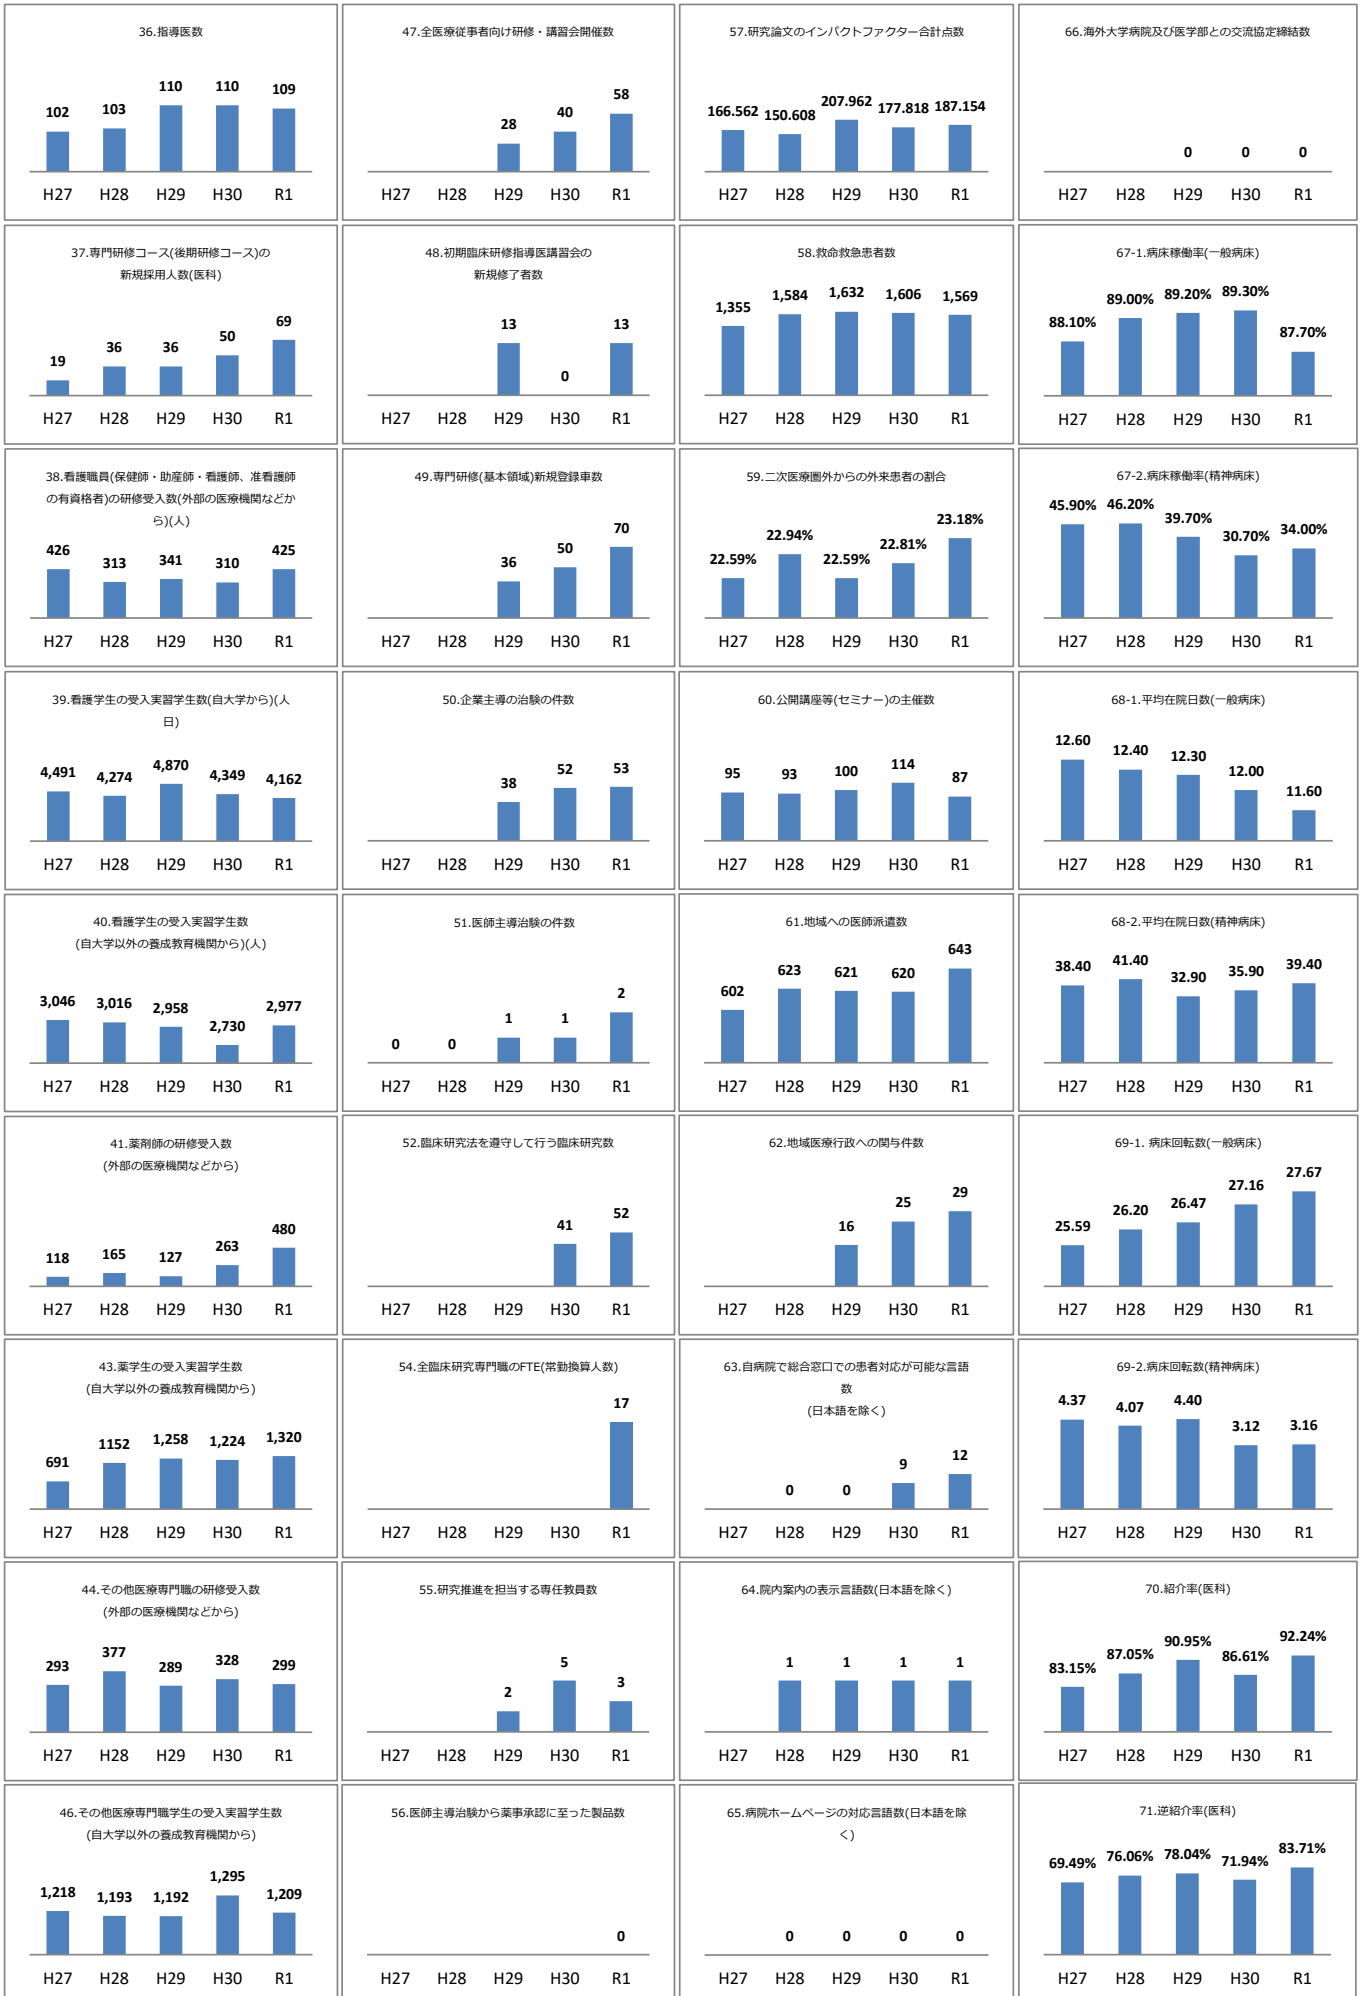 36.指導医数
102 103 110 110 109
H27 H28 H29 H30 R1
47.全医療従事者向け研修・講習会開催数
28 40 58
H27 H28 H29 H30 R1
57.研究論文のインパクトファクター合計点数
166.562 150.608 207.962 177.818 187.154
H27 H28 H29 H30 R1
66.海外大学病院及び医学部との交流協定締結数
0 0 0
H27 H28 H29 H30 R1
37.専門研修コース(後期研修コース)の
新規採用人数(医科)
19 36 36 50 69
H27 H28 H29 H30 R1
48.初期臨床研修指導医講習会の
新規修了者数
13 0 13
H27 H28 H29 H30 R1
58.救命救急患者数
1,355 1,584 1,632 1,606 1,569
H27 H28 H29 H30 R1
67-1.病床稼働率(一般病床)
88.10% 89.00% 89.20% 89.30% 87.70%
H27 H28 H29 H30 R1
38.看護職員(保健師・助産師・看護師、准看護師
の有資格者)の研修受入数(外部の医療機関などか
ら)(人)
426 313 341 310 425
H27 H28 H29 H30 R1
49.専門研修(基本領域)新規登録車数
36 50 70
H27 H28 H29 H30 R1
59.二次医療圏外からの外来患者の割合
22.59% 22.94% 22.59% 22.81% 23.18%
H27 H28 H29 H30 R1
67-2.病床稼働率(精神病床)
45.90% 46.20% 39.70% 30.70% 34.00%
H27 H28 H29 H30 R1
39.看護学生の受入実習学生数(自大学から)(人
日)
4,491 4,274 4,870 4,349 4,162
H27 H28 H29 H30 R1
50.企業主導の治験の件数
38 52 53
H27 H28 H29 H30 R1
60.公開講座等(セミナー)の主催数
95 93 100 114 87
H27 H28 H29 H30 R1
68-1.平均在院日数(一般病床)
12.60 12.40 12.30 12.00 11.60
H27 H28 H29 H30 R1
40.看護学生の受入実習学生数
(自大学以外の養成教育機関から)(人)
3,046 3,016 2,958 2,730 2,977
H27 H28 H29 H30 R1
51.医師主導治験の件数
0 0 1 1 2
H27 H28 H29 H30 R1
61.地域への医師派遣数
602 623 621 620 643
H27 H28 H29 H30 R1
68-2.平均在院日数(精神病床)
38.40 41.40 32.90 35.90 39.40
H27 H28 H29 H30 R1
41.薬剤師の研修受入数
(外部の医療機関などから)
118 165 127 263 480
H27 H28 H29 H30 R1
52.臨床研究法を遵守して行う臨床研究数
41 52
H27 H28 H29 H30 R1
62.地域医療行政への関与件数
16 25 29
H27 H28 H29 H30 R1
69-1. 病床回転数(一般病床)
25.59 26.20 26.47 27.16 27.67
H27 H28 H29 H30 R1
43.薬学生の受入実習学生数
(自大学以外の養成教育機関から)
691 1152 1,258 1,224 1,320
H27 H28 H29 H30 R1
54.全臨床研究専門職のFTE(常勤換算人数)
17
H27 H28 H29 H30 R1
63.自病院で総合窓口での患者対応が可能な言語
数
(日本語を除く)
0 0 9 12
H27 H28 H29 H30 R1
69-2.病床回転数(精神病床)
4.37 4.07 4.40 3.12 3.16
H27 H28 H29 H30 R1
44.その他医療専門職の研修受入数
(外部の医療機関などから)
293 377 289 328 299
H27 H28 H29 H30 R1
55.研究推進を担当する専任教員数
2 5 3
H27 H28 H29 H30 R1
64.院内案内の表示言語数(日本語を除く)
1 1 1 1
H27 H28 H29 H30 R1
70.紹介率(医科)
83.15% 87.05% 90.95% 86.61% 92.24%
H27 H28 H29 H30 R1
46.その他医療専門職学生の受入実習学生数
(自大学以外の養成教育機関から)
1,218 1,193 1,192 1,295 1,209
H27 H28 H29 H30 R1
56.医師主導治験から薬事承認に至った製品数
0
H27 H28 H29 H30 R1
65.病院ホームページの対応言語数(日本語を除
く)
0 0 0 0
H27 H28 H29 H30 R1
71.逆紹介率(医科)
69.49% 76.06% 78.04% 71.94% 83.71%
H27 H28 H29 H30 R1